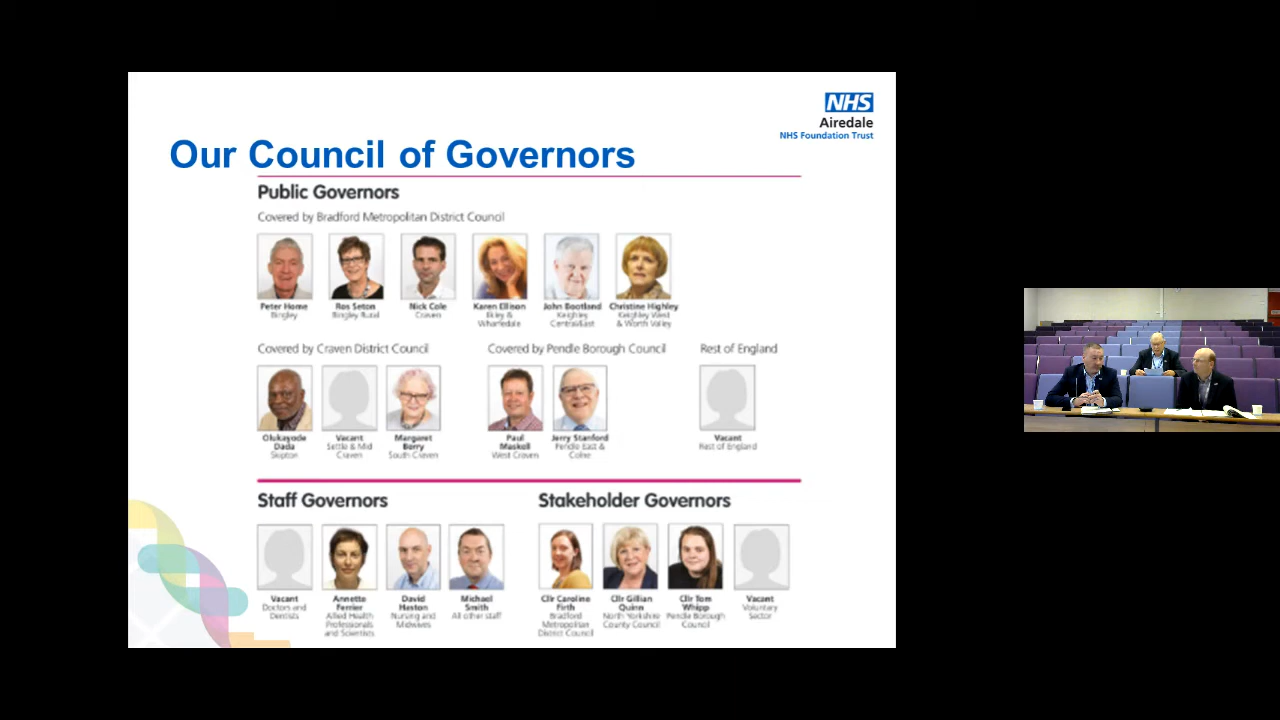 NHS
Airedale
NHS Foundation Trust
Our Council of Governors
Public Governors
Covered by Bradford Metropolitan District Council
Peter Horne
Bingley
Ros Seton
Bingley Rural
Nick Cole
Craven
Karen Ellison
Ilkley &
Wharfedale
John Bootland
Keighley
Central/East
Christine Highley
Keighley West
& Worth Valley
Covered by Craven District Council
Olukayode
Dada
Skipton
Vacant
Settle & Mid
Craven
Margaret
Berry
South Craven
Covered by Pendle Borough Council
Paul
Maskell
West Craven
Jerry Stanford
Pendle East &
Colne
Rest of England
Vacant
Rest of England
Staff Governors
Vacant
Doctors and
Dentists
Annette
Ferrier
Allied Health
Professionals
and Scientists
David
Haston
Nursing and
Midwives
Michael
Smith
All other staff
Stakeholder Governors
Cllr Caroline
Firth
Bradford
Metropolitan
District Council
Cllr Gillian
Quinn
North Yorkshire
County Council
Cllr Tom
Whipp
Pendle Borough
Council
Vacant
Voluntary
Sector